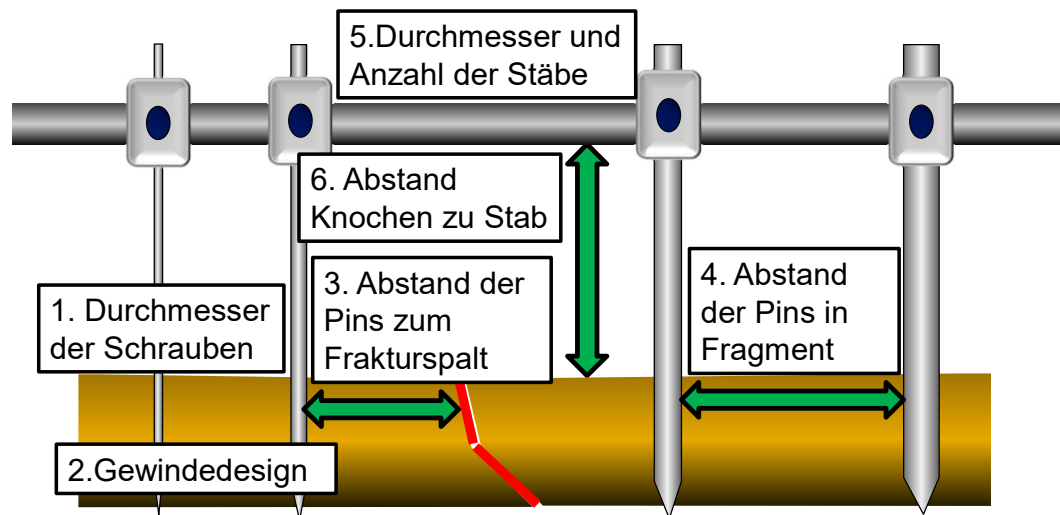 5.Durchmesser und
Anzahl der Stäbe
6. Abstand
Knochen zu Stab
3. Abstand der
Pins zum
Frakturspalt
4. Abstand
der Pins in
Fragment
1. Durchmesser
der Schrauben
2.Gewindedesign